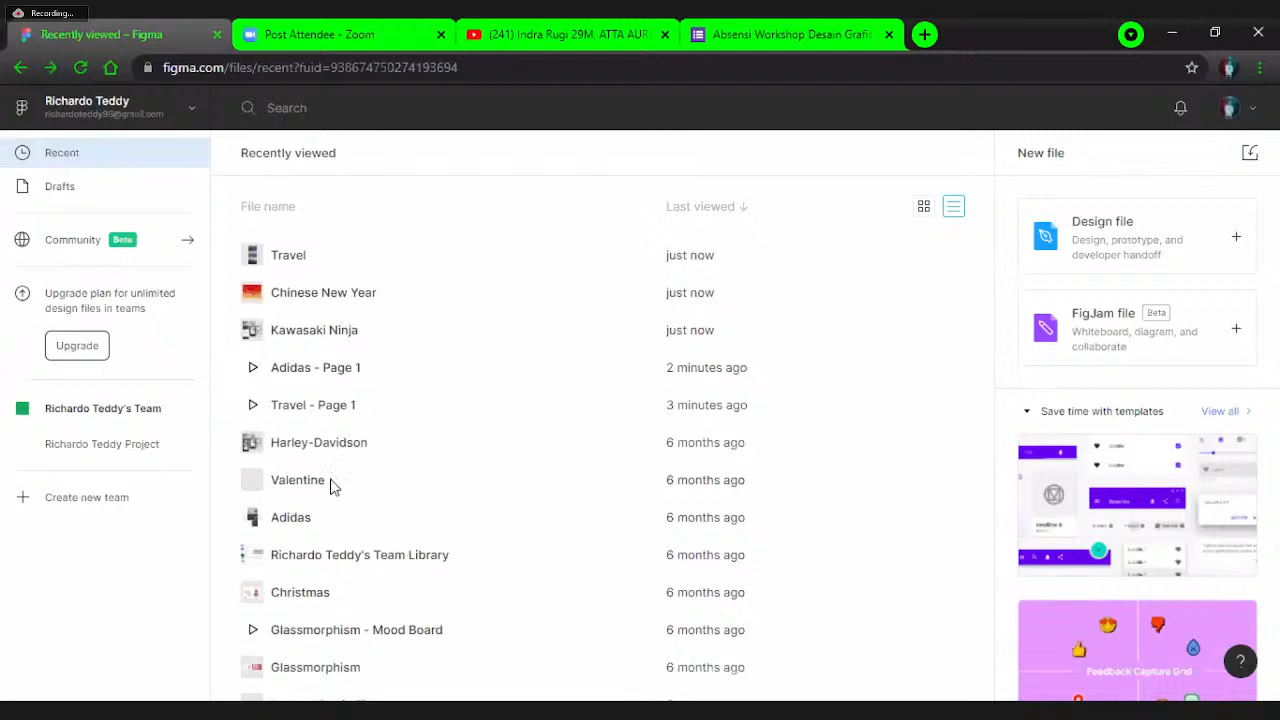 Recording...
Recently viewed – Figma
Post Attendee - Zoom
(241) Indra Rugi 29M, ATTA AURI
Absensi Workshop Desain Grafis
figma.com/files/recent?fuid=938674750274193694
Richardo Teddy
richardoteddy95@gmail.com
Search
Recent
Drafts
Community Beta
Upgrade plan for unlimited
design files in teams
Upgrade
Richardo Teddy's Team
Richardo Teddy Project
Create new team
Recently viewed
File name
Last viewed
Travel
just now
Chinese New Year
just now
Kawasaki Ninja
just now
Adidas - Page 1
2 minutes ago
Travel - Page 1
3 minutes ago
Harley-Davidson
6 months ago
Valentine
6 months ago
Adidas
6 months ago
Richardo Teddy's Team Library
6 months ago
Christmas
6 months ago
Glassmorphism - Mood Board
6 months ago
Glassmorphism
6 months ago
New file
Design file
Design, prototype, and
developer handoff
FigJam file Beta
Whiteboard, diagram, and
collaborate
Save time with templates
View all
Feedback Capture Grid
?